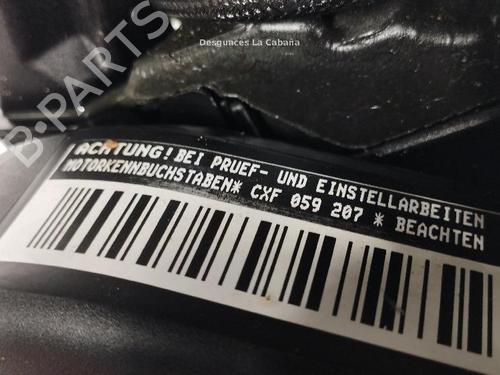 Desguaces La Cabaña
B-PARTS
ACHTUNG! BEI PRUEF- UND EINSTELLARBEITEN
MOTORKENNBUCHSTABEN* CXF 059 207 * BEACHTEN